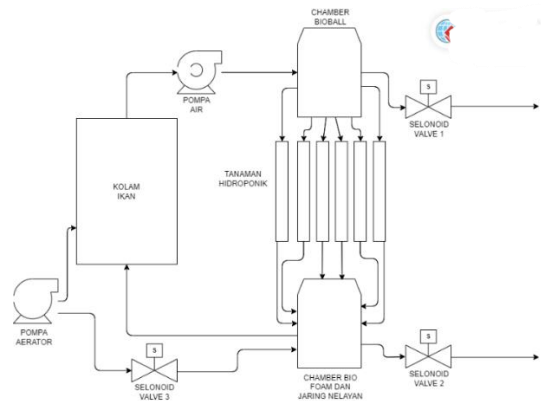 CHAMBER
BIOBALL
POMPA
AIR
S
SELONOID
VALVE 1
KOLAM
IKAN
TANAMAN
HIDROPONIK
POMPA
AERATOR
S
SELONOID
VALVE 3
CHAMBER BIO
FOAM DAN
JARING NELAYAN
S
SELONOID
VALVE 2